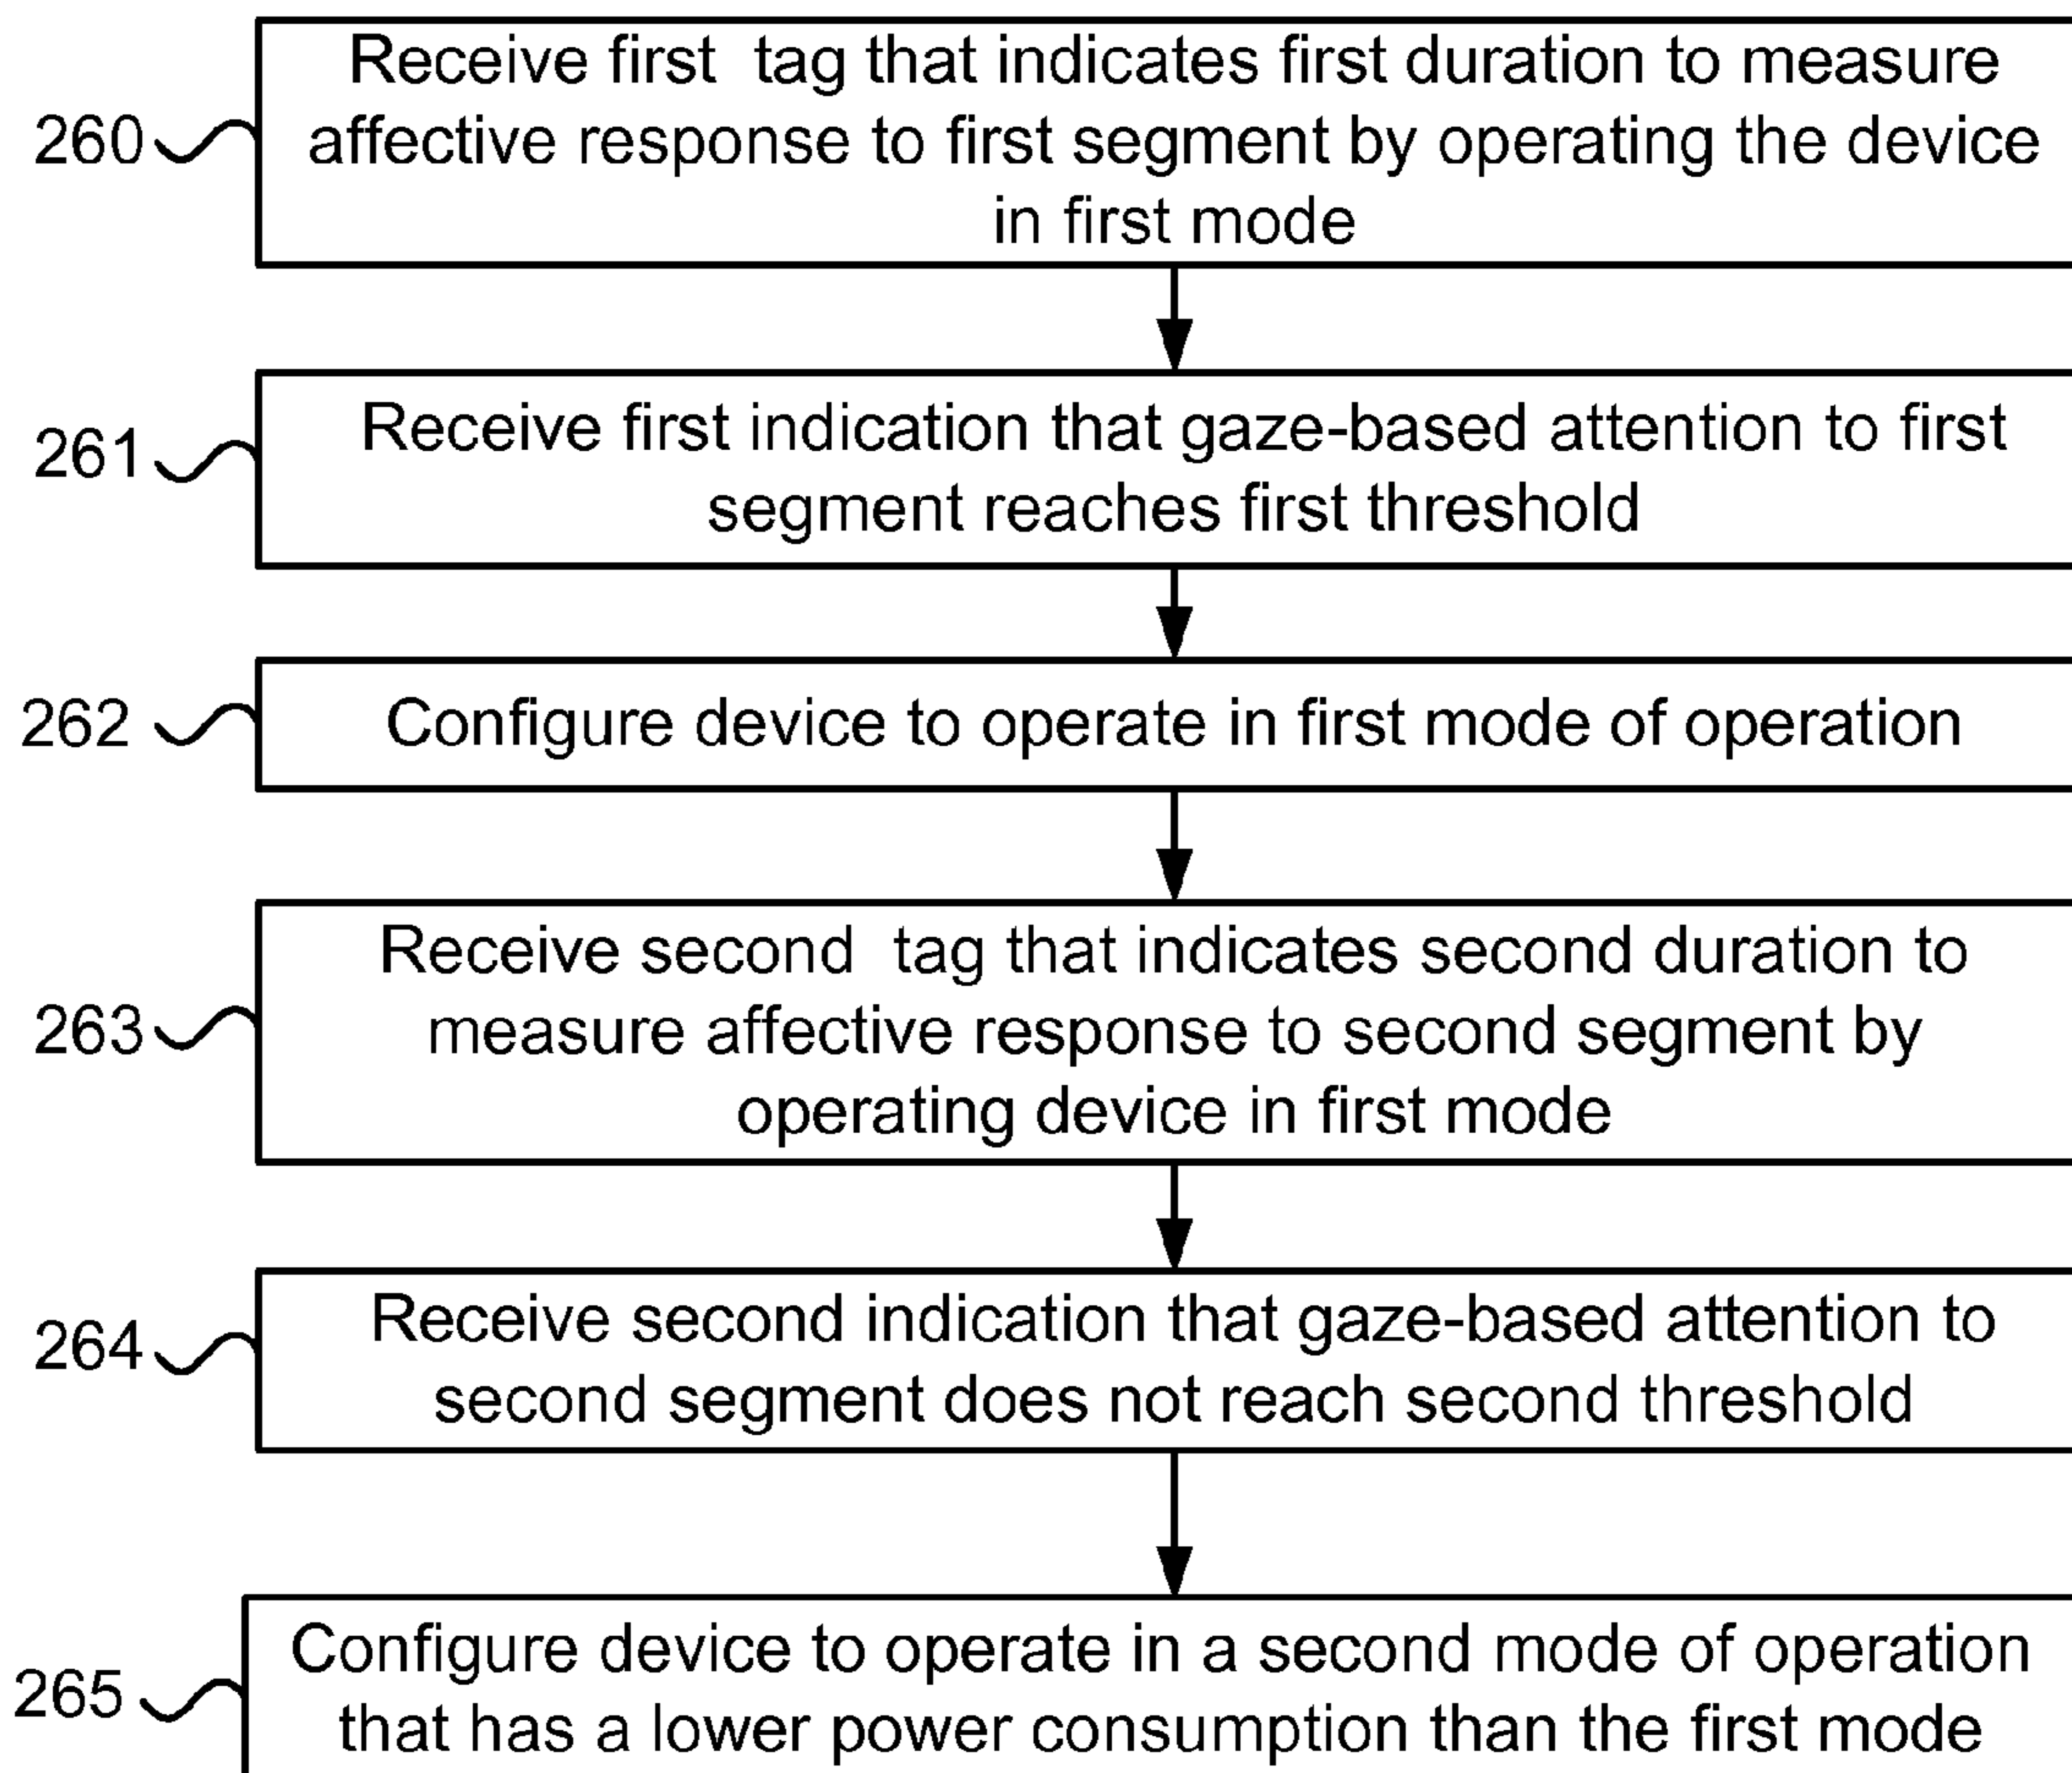 Receive first tag that indicates first duration to measure
260
affective response to first segment by operating the device
in first mode
Receive first indication that gaze-based attention to first
261
segment reaches first threshold
262
Configure device to operate in first mode of operation
Receive second tag that indicates second duration to
263
measure affective response to second segment by
operating device in first mode
Receive second indication that gaze-based attention to
264
second segment does not reach second threshold
Configure device to operate in a second mode of operation
265
that has a lower power consumption than the first mode